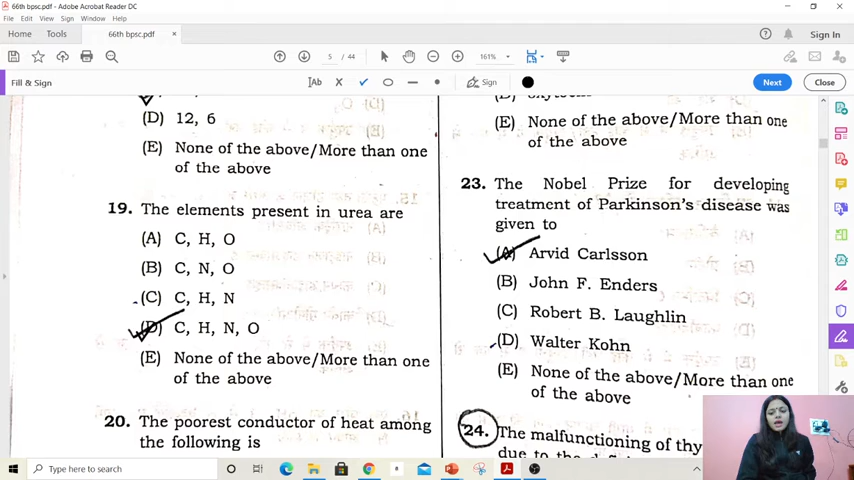 66th bpsc.pdf - Adobe Acrobat Reader DC
File Edit View Sign Window Help
Home Tools 66th bpsc.pdf × Sign In
5 / 44 161%
Fill & Sign Ab Sign Next Close
(D) 12, 6
(E) None of the above/More than one
of the above
19. The elements present in urea are
(A) C, H, O
(B) C, N, O
(C) C, H, N
(D) C, H, N, O
(E) None of the above/More than one
of the above
20. The poorest conductor of heat among
the following is
(E) None of the above/More than one
of the above
23. The Nobel Prize for developing
treatment of Parkinson's disease was
given to
(A) Arvid Carlsson
(B) John F. Enders
(C) Robert B. Laughlin
(D) Walter Kohn
(E) None of the above/More than one
of the above
24. The malfunctioning of thy
Type here to search